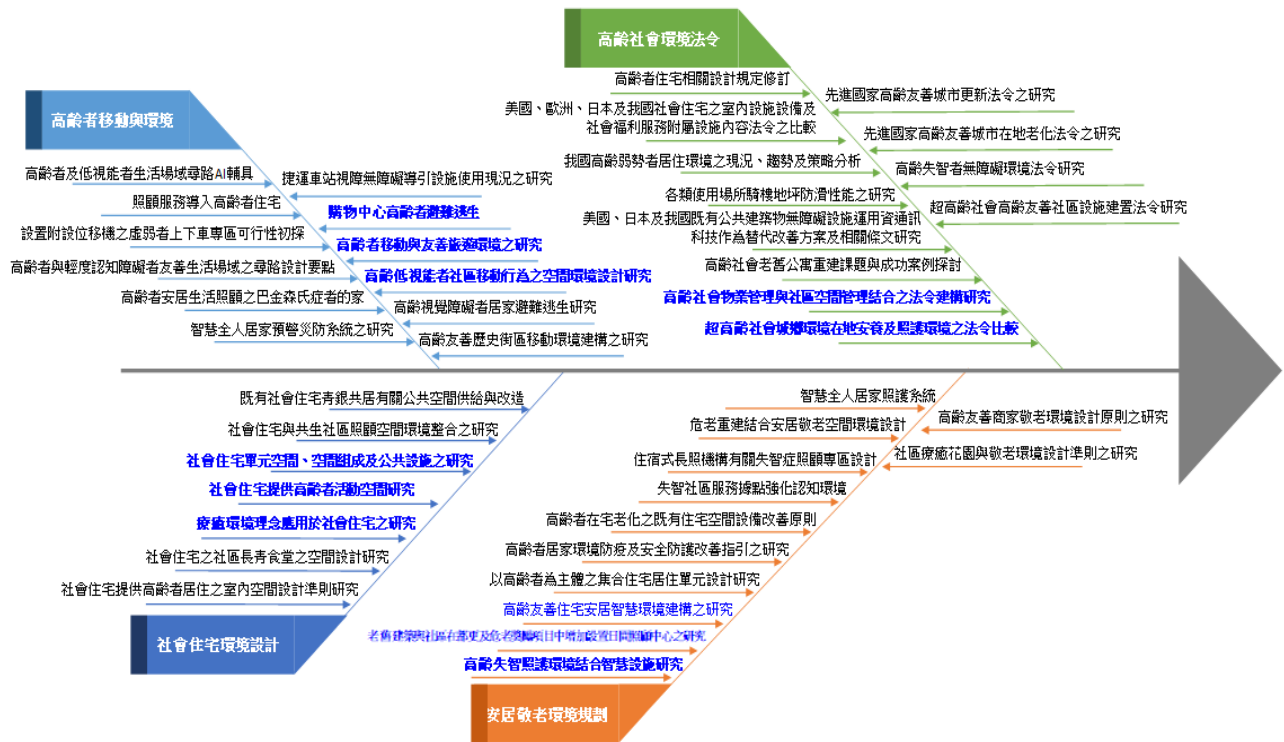 高齡社會環境法令
高齡者住宅相關設計規定修訂
先進國家高齡友善城市更新法令之研究
美國、歐洲、日本及我國社會住宅之室內設施設備及
社會福利服務附屬設施內容法令之比較
先進國家高齡友善城市在地老化法令之研究
我國高齡弱勢者居住環境之現況、趨勢及策略分析
高齡失智者無障礙環境法令研究
各類使用場所騎樓地坪防滑性能之研究
超高齡社會高齡友善社區設施建置法令研究
美國、日本及我國既有公共建築物無障礙設施運用資通訊
科技作為替代改善方案及相關條文研究
高齡社會老舊公寓重建課題與成功案例探討
高齡社會物業管理與社區空間管理結合之法令建構研究
超高齡社會城鄉環境在地安養及照護環境之法令比較
高齡者移動與環境
高齡者及低視能者生活場域尋路AI輔具
捷運車站視障無障礙導引設施使用現況之研究
照顧服務導入高齡者住宅
購物中心高齡者避難逃生
設置附設位移機之虛弱者上下車專區可行性初探
高齡者移動與友善旅遊環境之研究
高齡者與輕度認知障礙者友善生活場域之尋路設計要點
高齡低視能者社區移動行為之空間環境設計研究
高齡者安居生活照顧之巴金森氏症者的家
高齡視覺障礙者居家避難逃生研究
智慧全人居家預警災防系統之研究
高齡友善歷史街區移動環境建構之研究
既有社會住宅青銀共居有關公共空間供給與改造
社會住宅與共生社區照顧空間環境整合之研究
社會住宅單元空間、空間組成及公共設施之研究
社會住宅提供高齡者活動空間研究
療癒環境理念應用於社會住宅之研究
社會住宅之社區長青食堂之空間設計研究
社會住宅提供高齡者居住之室內空間設計準則研究
社會住宅環境設計
智慧全人居家照護系統
高齡友善商家敬老環境設計原則之研究
危老重建結合安居敬老空間環境設計
社區療癒花園與敬老環境設計準則之研究
住宿式長照機構有關失智症照顧專區設計
失智社區服務據點強化認知環境
高齡者在宅老化之既有住宅空間設備改善原則
高齡者居家環境防疫及安全防護改善指引之研究
以高齡者為主體之集合住宅居住單元設計研究
高齡友善住宅安居智慧環境建構之研究
老舊建築與社區在都更及危老獎勵項目中增加設置日間照顧中心之研究
高齡失智照護環境結合智慧設施研究
安居敬老環境規劃